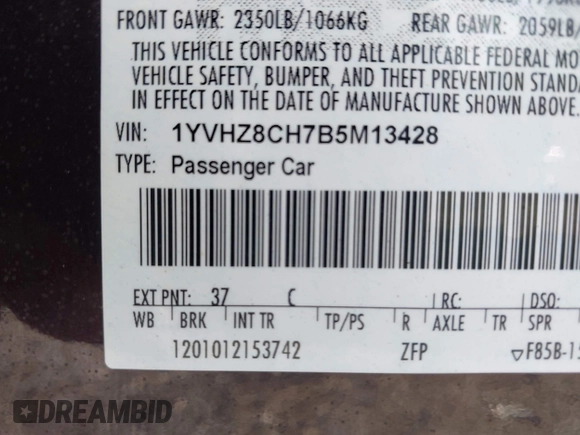 FRONT GAWR: 2350LB/1066KG REAR GAWR: 2059LB/
THIS VEHICLE CONFORMS TO ALL APPLICABLE FEDERAL MO
VEHICLE SAFETY, BUMPER, AND THEFT PREVENTION STANDA
IN EFFECT ON THE DATE OF MANUFACTURE SHOWN ABOVE.
VIN: 1YVHZ8CH7B5M13428
TYPE: Passenger Car
EXT PNT: 37 C RC: DSO:
WB BRK INT TR TP/PS R AXLE TR SPR
1201012153742 ZFP ▽F85B-15
DREAMBID